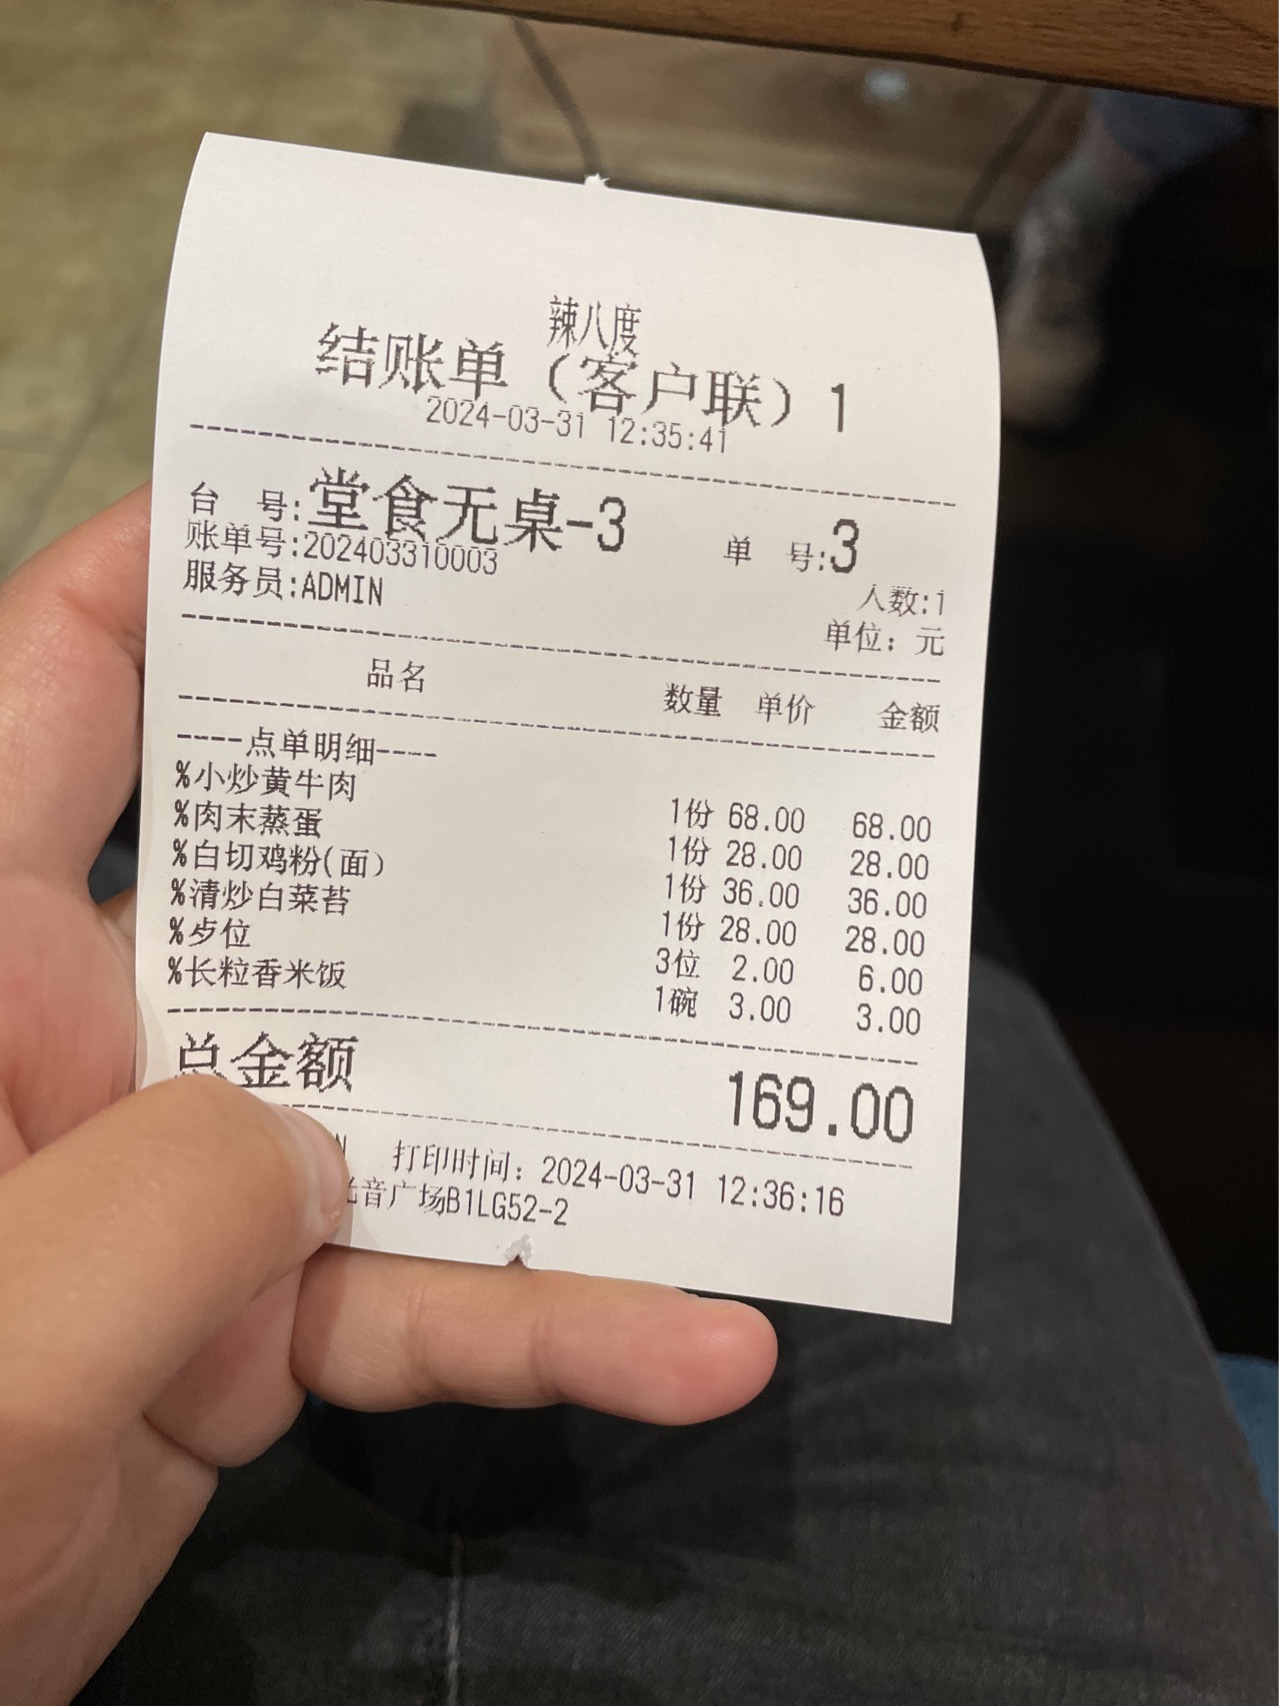 辣八度
结账单（客户联）1
2024-03-31 12:35:41
台 号:堂食无桌-3 单 号:3
账单号:202403310003
服务员:ADMIN 人数:1
单位：元
品名 数量 单价 金额
----点单明细----
%小炒黄牛肉 1份 68.00 68.00
%肉末蒸蛋 1份 28.00 28.00
%白切鸡粉(面） 1份 36.00 36.00
%清炒白菜苔 1份 28.00 28.00
%歺位 3位 2.00 6.00
%长粒香米饭 1碗 3.00 3.00
总金额 169.00
打印时间：2024-03-31 12:36:16
音广场B1LG52-2